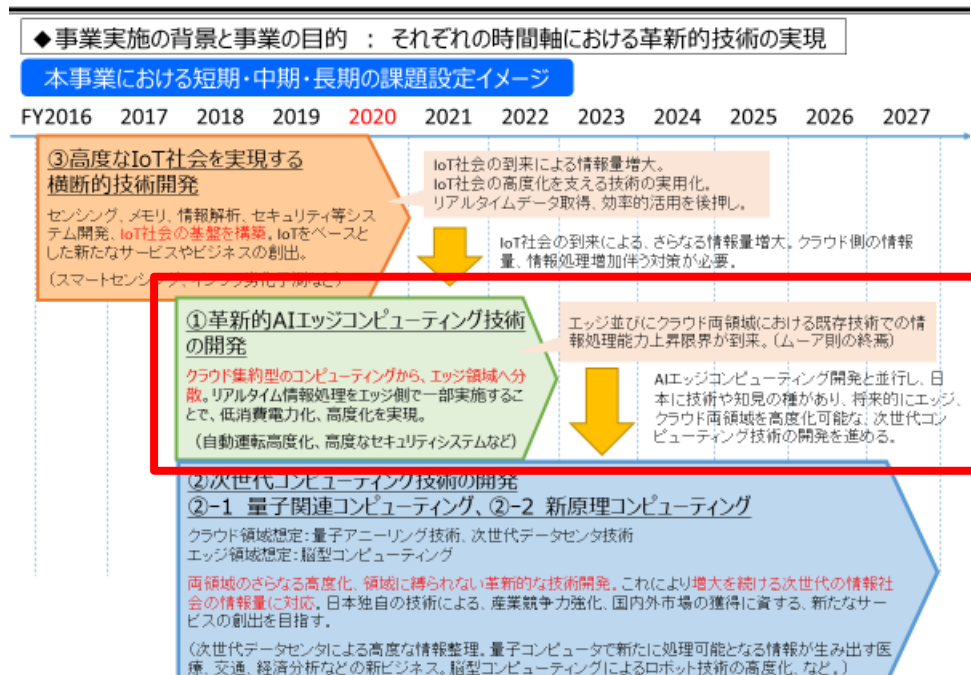 ◆事業実施の背景と事業の目的 : それぞれの時間軸における革新的技術の実現
本事業における短期・中期・長期の課題設定イメージ
FY2016 2017 2018 2019 2020 2021 2022 2023 2024 2025 2026 2027
③高度なIoT社会を実現する
横断的技術開発
センシング、メモリ、情報解析、セキュリティ等シス
テム開発、IoT社会の基盤を構築。IoTをベースと
した新たなサービスやビジネスの創出。
(スマートセンシング、インフラ劣化予測など)
IoT社会の到来による情報量増大。
IoT社会の高度化を支える技術の実用化。
リアルタイムデータ取得、効率的活用を後押し。
IoT社会の到来による、さらなる情報量増大。クラウド側の情報
量、情報処理増加伴う対策が必要。
①革新的AIエッジコンピューティング技術
の開発
クラウド集約型のコンピューティングから、エッジ領域へ分
散。リアルタイム情報処理をエッジ側で一部実施するこ
とで、低消費電力化、高度化を実現。
(自動運転高度化、高度なセキュリティシステムなど)
エッジ並びにクラウド両領域における既存技術での情
報処理能力上昇限界が到来。(ムーア則の終焉)
AIエッジコンピューティング開発と並行し、日
本に技術や知見の種があり、将来的にエッジ、
クラウド両領域を高度化可能な、次世代コン
ピューティング技術の開発を進める。
②次世代コンピューティング技術の開発
②-1 量子関連コンピューティング、②-2 新原理コンピューティング
クラウド領域想定:量子アニーリング技術、次世代データセンタ技術
エッジ領域想定:脳型コンピューティング
両領域のさらなる高度化、領域に縛られない革新的な技術開発。これにより増大を続ける次世代の情報社
会の情報量に対応。日本独自の技術による、産業競争力強化、国内外市場の獲得に資する、新たなサー
ビスの創出を目指す。
(次世代データセンタによる高度な情報整理。量子コンピュータで新たに処理可能となる情報が生み出す医
療、交通、経済分析などの新ビジネス。脳型コンピューティングによるロボット技術の高度化、など。)